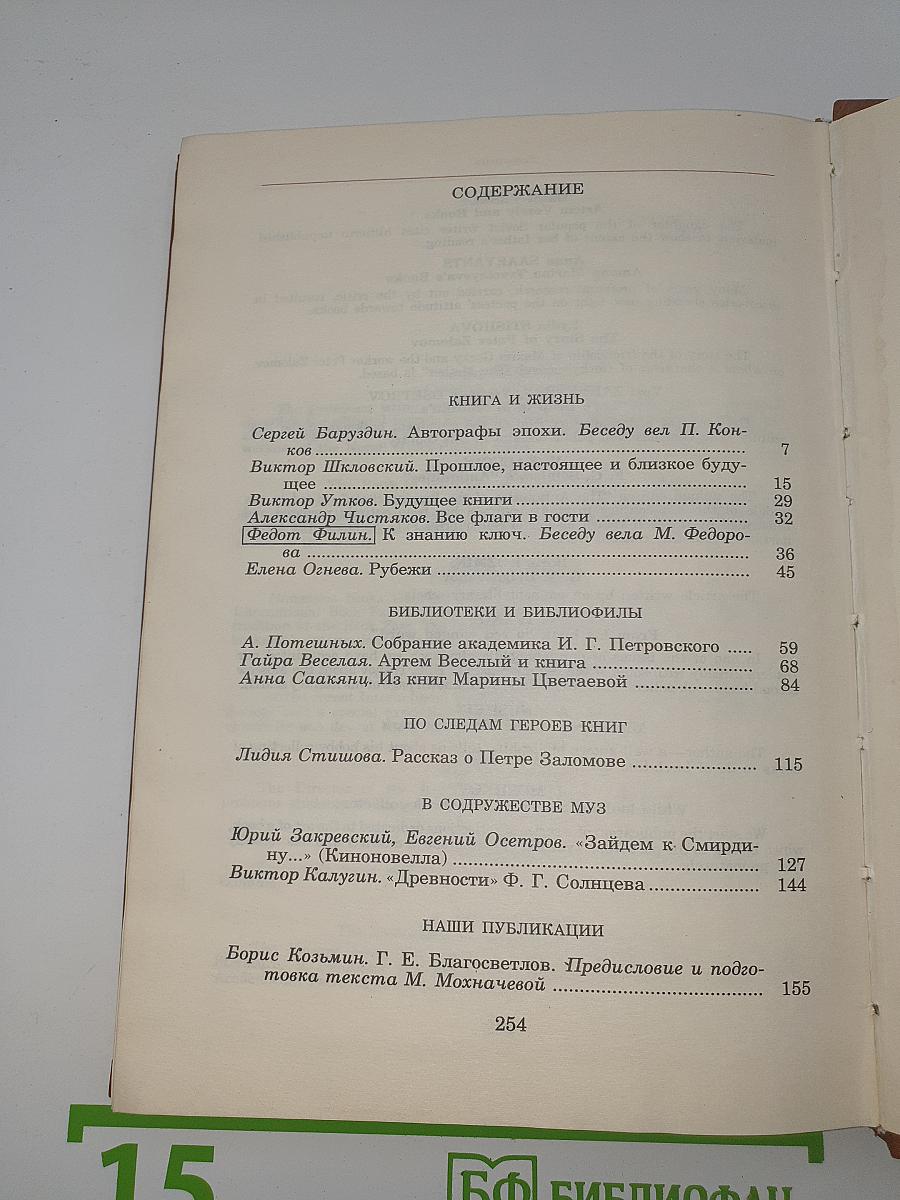 СОДЕРЖАНИЕ
КНИГА И ЖИЗНЬ
Сергей Баруздин. Автографы эпохи. Беседу вел П. Кон-
ков ........ 7
Виктор Шкловский. Прошлое, настоящее и близкое буду-
щее ........ 15
Виктор Утков. Будущее книги ........ 29
Александр Чистяков. Все флаги в гости ........ 32
Федот Филин. К знанию ключ. Беседу вела М. Федоро-
ва ........ 36
Елена Огнева. Рубежи ........ 45
БИБЛИОТЕКИ И БИБЛИОФИЛЫ
А. Потешных. Собрание академика И. Г. Петровского ..... 59
Гайра Веселая. Артем Веселый и книга ........ 68
Анна Саакянц. Из книг Марины Цветаевой ........ 84
ПО СЛЕДАМ ГЕРОЕВ КНИГ
Лидия Стишова. Рассказ о Петре Заломове ........ 115
В СОДРУЖЕСТВЕ МУЗ
Юрий Закревский, Евгений Осетров. «Зайдем к Смирди-
ну...» (Киноновелла) ........ 127
Виктор Калугин. «Древности» Ф. Г. Солнцева ........ 144
НАШИ ПУБЛИКАЦИИ
Борис Козьмин. Г. Е. Благосветлов. Предисловие и подго-
товка текста М. Мохначевой ........ 155
254
15
БФ БИБЛИОФАН